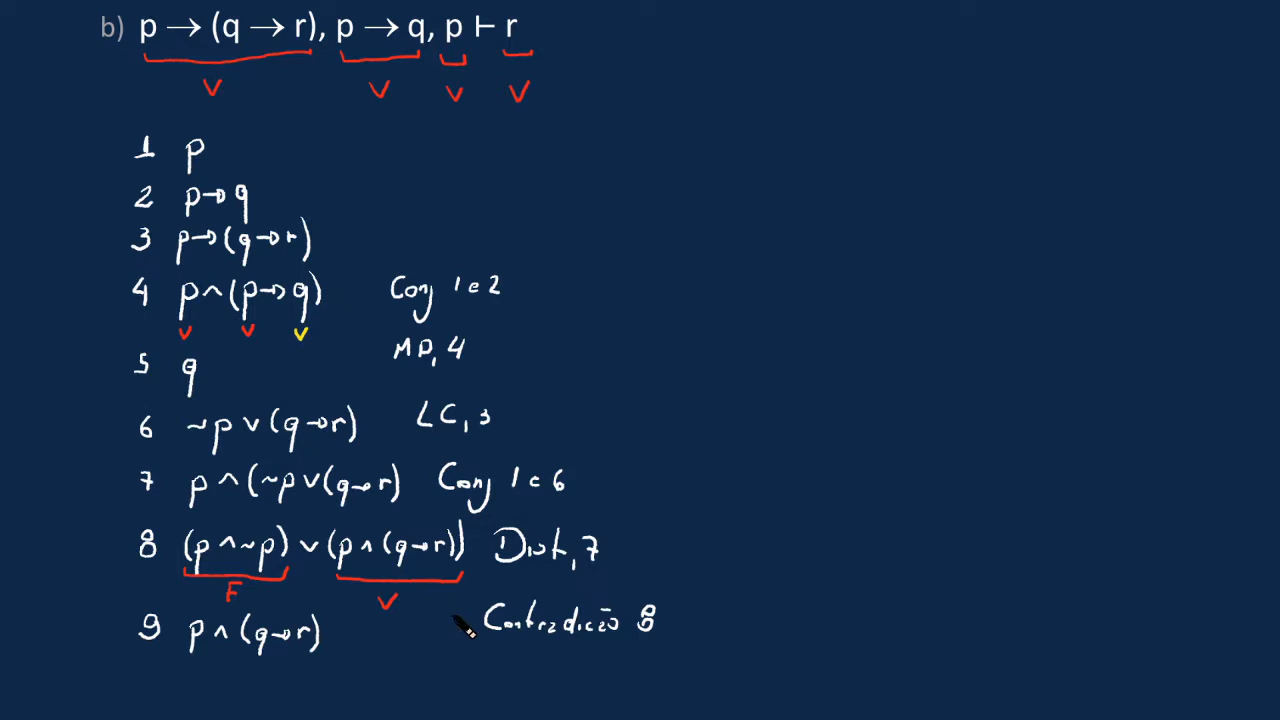 b) p → (q → r), p → q, p ⊢ r
V V V V
1 p
2 p→q
3 p→(q→r)
4 p∧(p→q) Conj 1 e 2
V V V
5 q MP, 4
6 ~p∨(q→r) LC, 3
7 p∧(~p∨(q→r) Conj 1 e 6
8 (p∧~p)∨(p∧(q→r)) Dist, 7
F V
9 p∧(q→r) Contradição 8